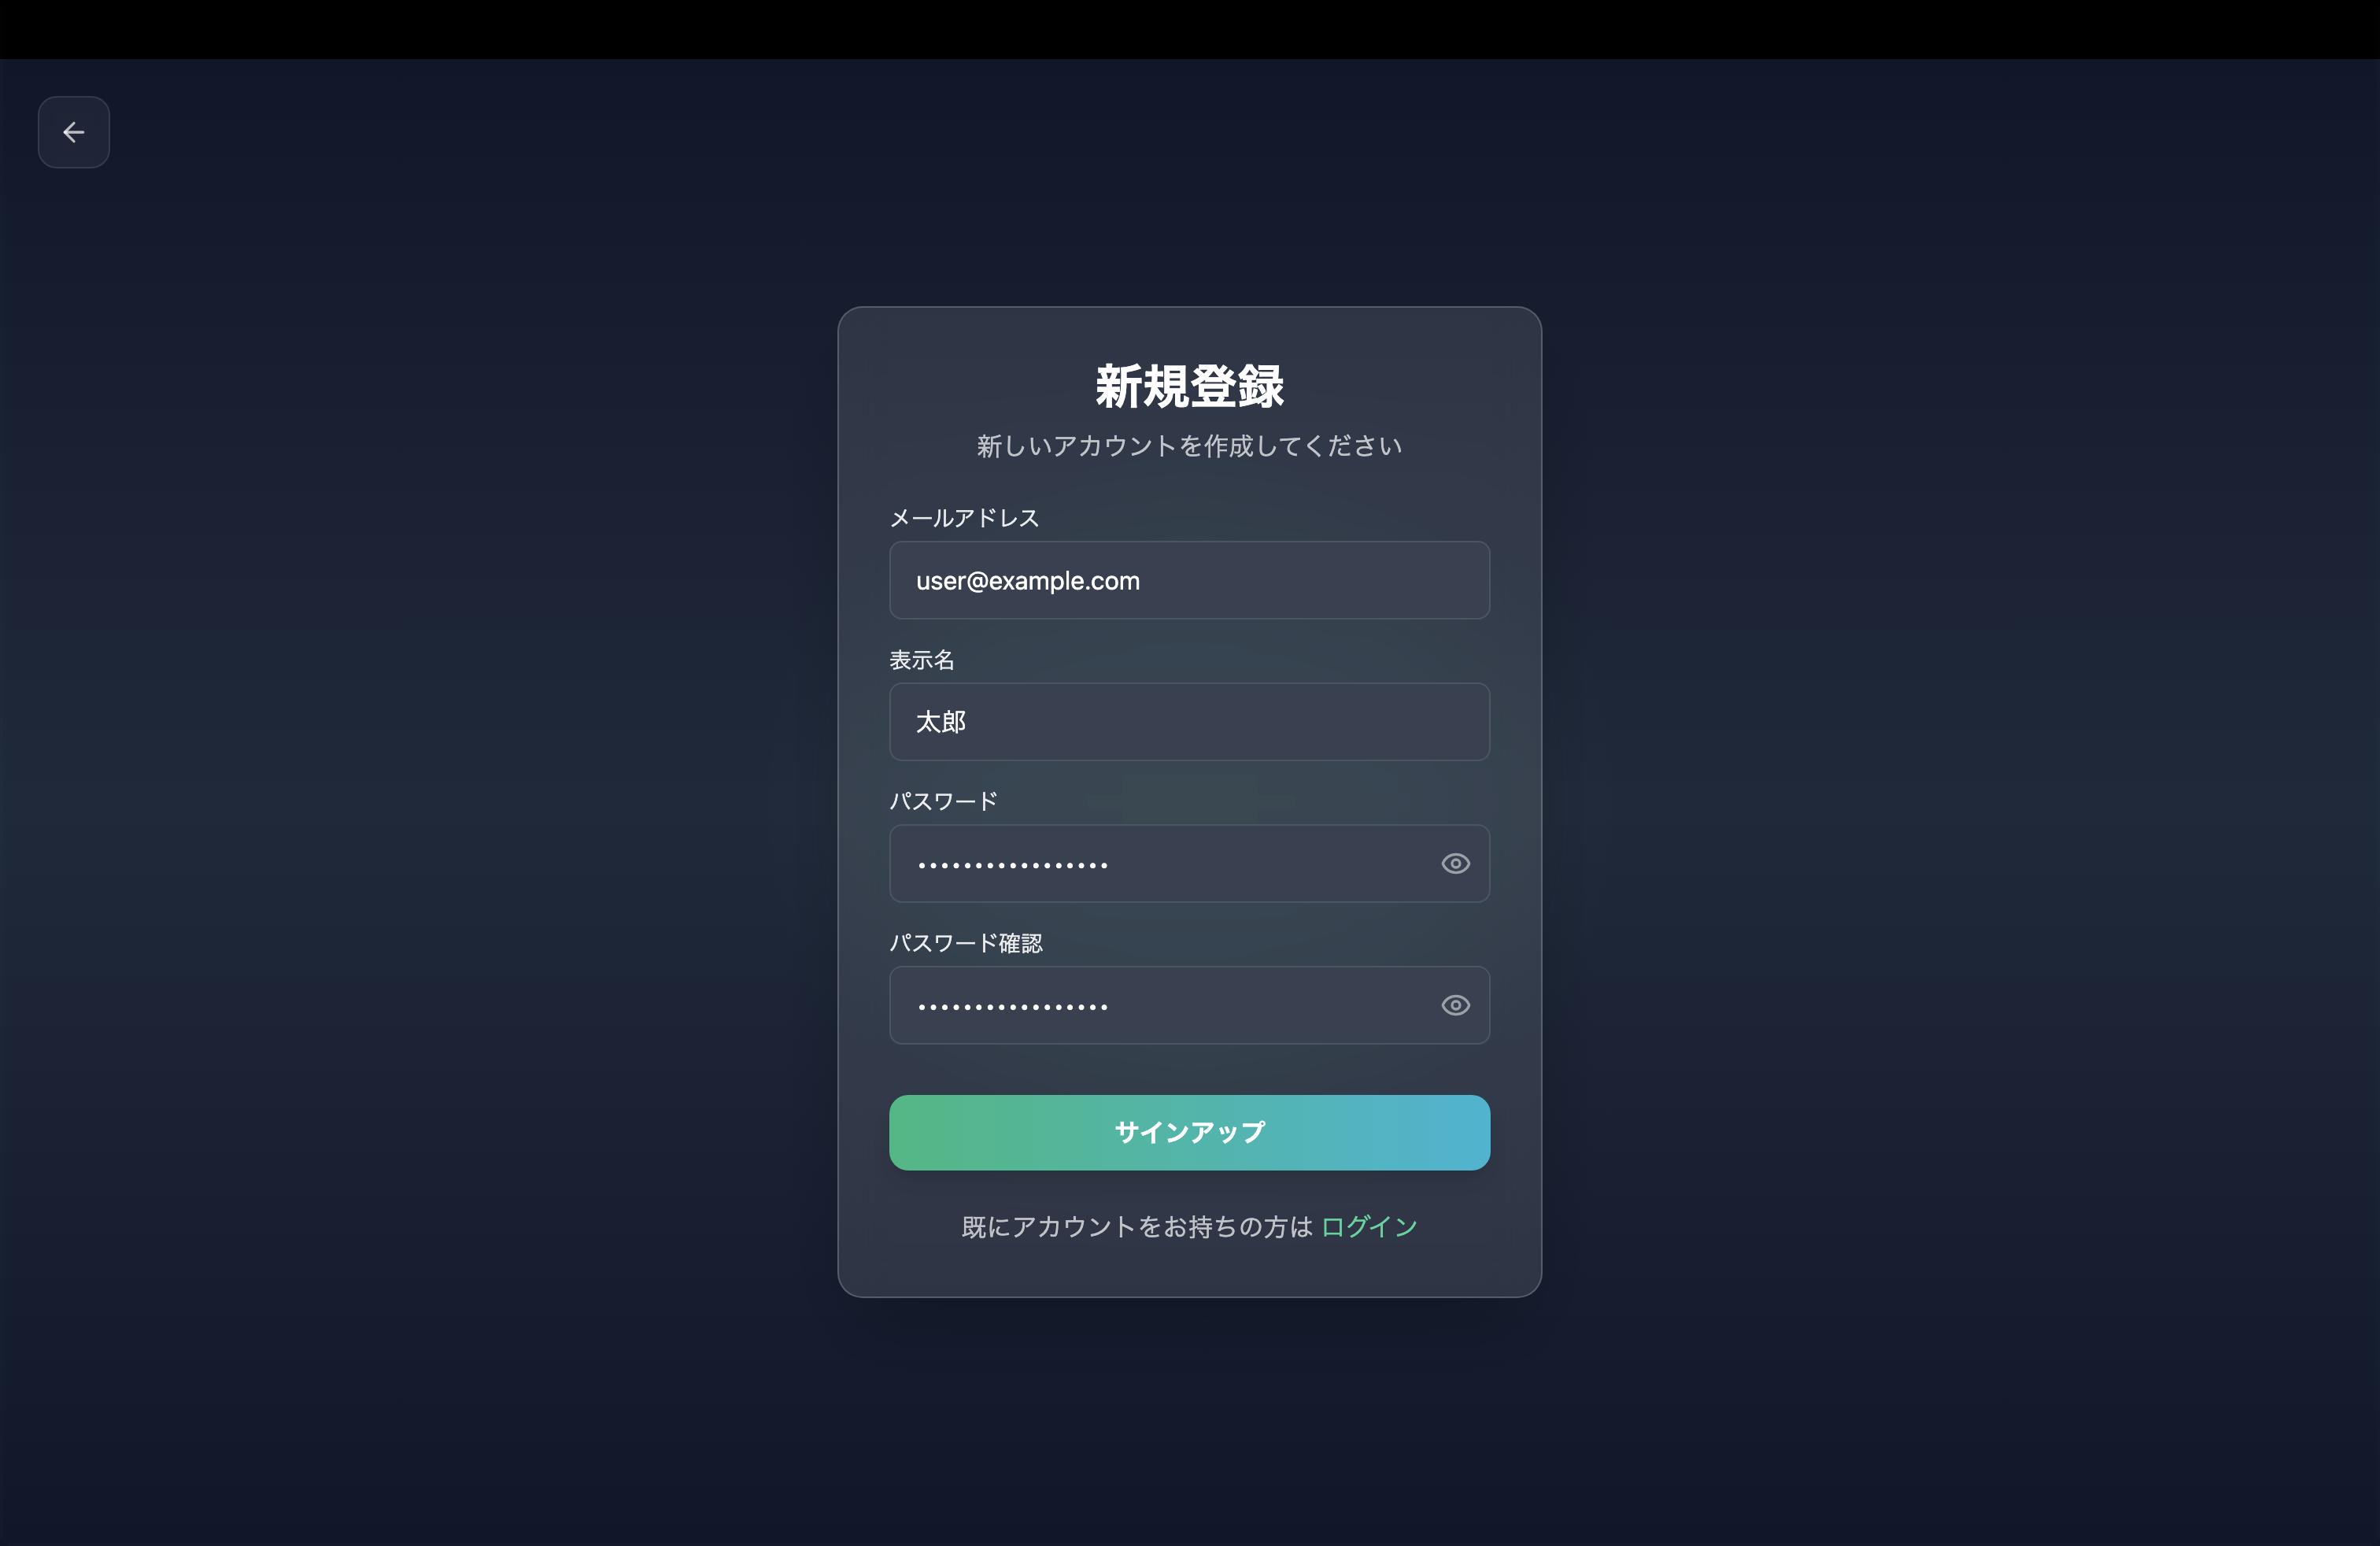 新規登録
新しいアカウントを作成してください
メールアドレス
user@example.com
表示名
太郎
パスワード
•••••••••••••••••
パスワード確認
•••••••••••••••••
サインアップ
既にアカウントをお持ちの方は ログイン